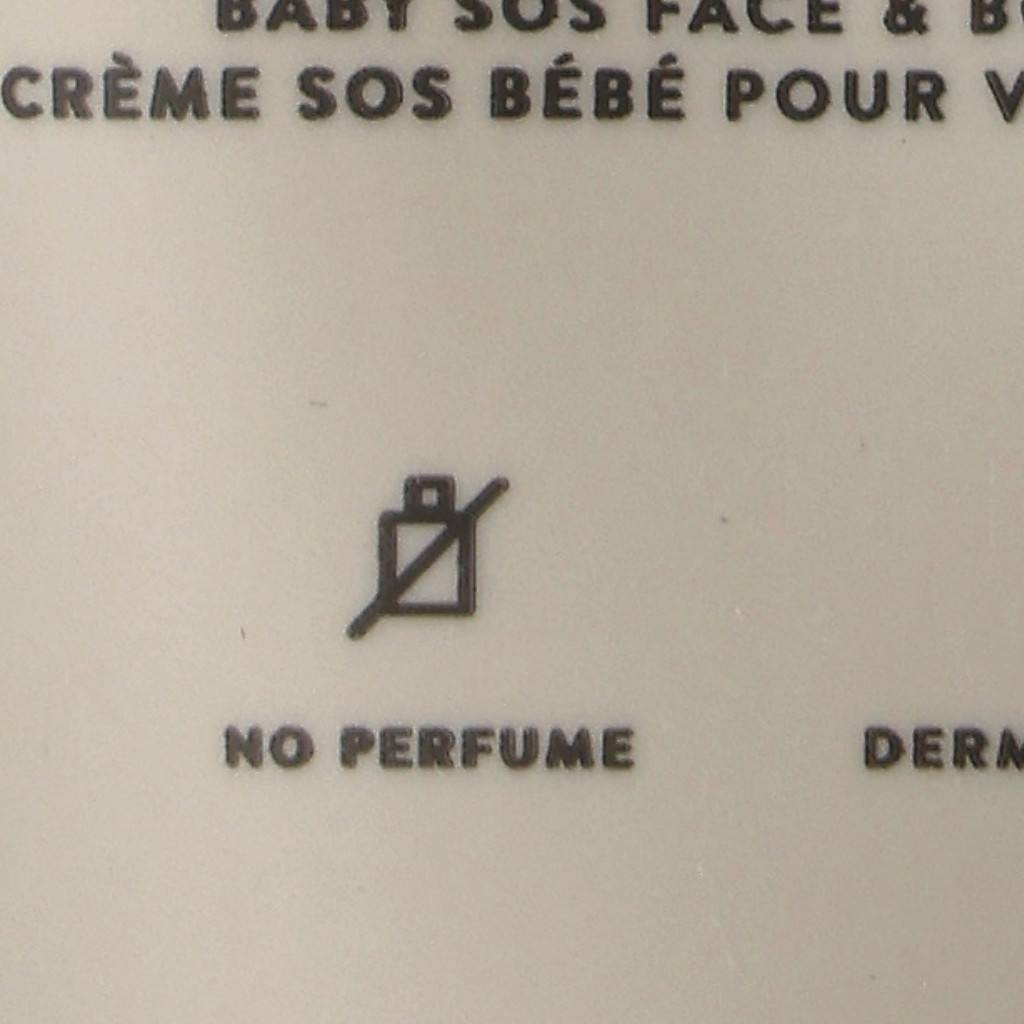 BABY SOS FACE &
CRÈME SOS BÉBÉ POUR
NO PERFUME